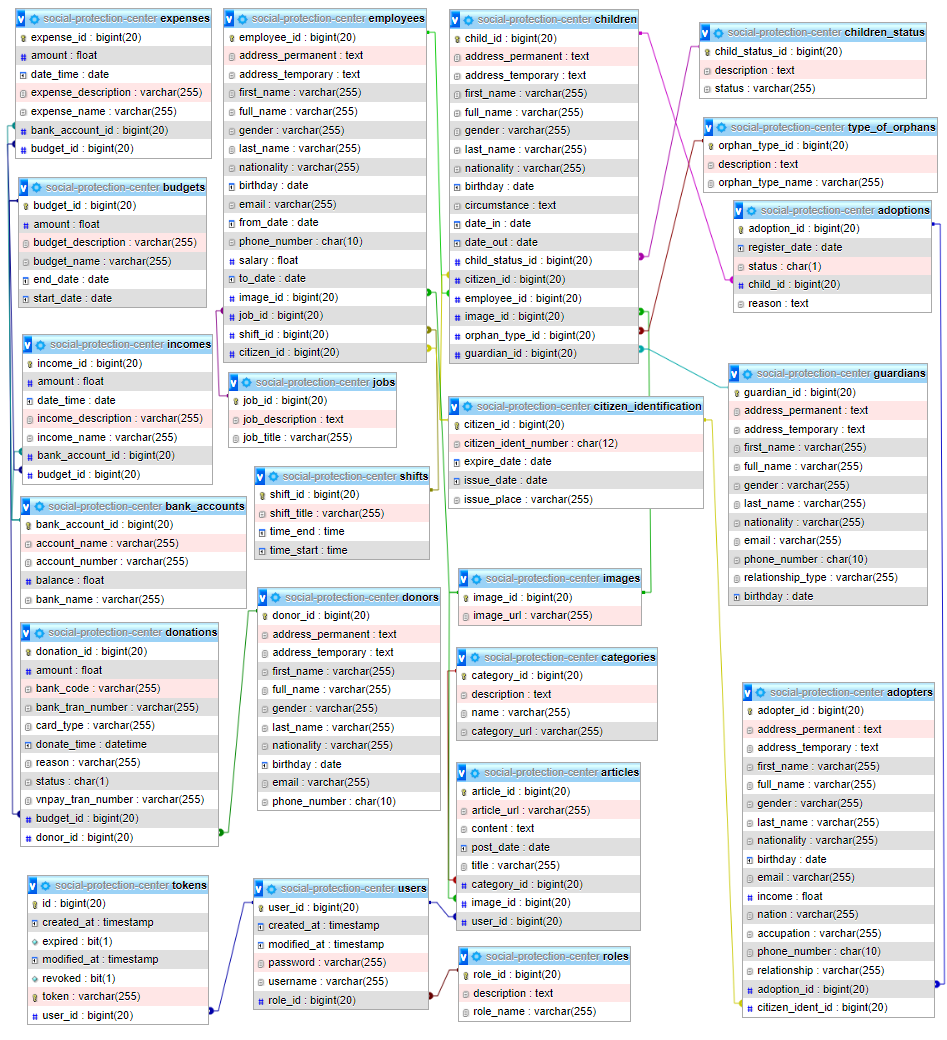 social-protection-center expenses
expense_id : bigint(20)
amount : float
date_time : date
expense_description : varchar(255)
expense_name : varchar(255)
bank_account_id : bigint(20)
budget_id : bigint(20)
social-protection-center budgets
budget_id : bigint(20)
amount : float
budget_description : varchar(255)
budget_name : varchar(255)
end_date : date
start_date : date
social-protection-center incomes
income_id : bigint(20)
amount : float
date_time : date
income_description : varchar(255)
income_name : varchar(255)
bank_account_id : bigint(20)
budget_id : bigint(20)
social-protection-center bank_accounts
bank_account_id : bigint(20)
account_name : varchar(255)
account_number : varchar(255)
balance : float
bank_name : varchar(255)
social-protection-center donations
donation_id : bigint(20)
amount : float
bank_code : varchar(255)
bank_tran_number : varchar(255)
card_type : varchar(255)
donate_time : datetime
reason : varchar(255)
status : char(1)
vnpay_tran_number : varchar(255)
budget_id : bigint(20)
donor_id : bigint(20)
social-protection-center tokens
id : bigint(20)
created_at : timestamp
expired : bit(1)
modified_at : timestamp
revoked : bit(1)
token : varchar(255)
user_id : bigint(20)
social-protection-center employees
employee_id : bigint(20)
address_permanent : text
address_temporary : text
first_name : varchar(255)
full_name : varchar(255)
gender : varchar(255)
last_name : varchar(255)
nationality : varchar(255)
birthday : date
email : varchar(255)
from_date : date
phone_number : char(10)
salary : float
to_date : date
image_id : bigint(20)
job_id : bigint(20)
shift_id : bigint(20)
citizen_id : bigint(20)
social-protection-center jobs
job_id : bigint(20)
job_description : text
job_title : varchar(255)
social-protection-center shifts
shift_id : bigint(20)
shift_title : varchar(255)
time_end : time
time_start : time
social-protection-center donors
donor_id : bigint(20)
address_permanent : text
address_temporary : text
first_name : varchar(255)
full_name : varchar(255)
gender : varchar(255)
last_name : varchar(255)
nationality : varchar(255)
birthday : date
email : varchar(255)
phone_number : char(10)
social-protection-center users
user_id : bigint(20)
created_at : timestamp
modified_at : timestamp
password : varchar(255)
username : varchar(255)
role_id : bigint(20)
social-protection-center children
child_id : bigint(20)
address_permanent : text
address_temporary : text
first_name : varchar(255)
full_name : varchar(255)
gender : varchar(255)
last_name : varchar(255)
nationality : varchar(255)
birthday : date
circumstance : text
date_in : date
date_out : date
child_status_id : bigint(20)
citizen_id : bigint(20)
employee_id : bigint(20)
image_id : bigint(20)
orphan_type_id : bigint(20)
guardian_id : bigint(20)
social-protection-center citizen_identification
citizen_id : bigint(20)
citizen_ident_number : char(12)
expire_date : date
issue_date : date
issue_place : varchar(255)
social-protection-center images
image_id : bigint(20)
image_url : varchar(255)
social-protection-center categories
category_id : bigint(20)
description : text
name : varchar(255)
category_url : varchar(255)
social-protection-center articles
article_id : bigint(20)
article_url : varchar(255)
content : text
post_date : date
title : varchar(255)
category_id : bigint(20)
image_id : bigint(20)
user_id : bigint(20)
social-protection-center roles
role_id : bigint(20)
description : text
role_name : varchar(255)
social-protection-center children_status
child_status_id : bigint(20)
description : text
status : varchar(255)
social-protection-center type_of_orphans
orphan_type_id : bigint(20)
description : text
orphan_type_name : varchar(255)
social-protection-center adoptions
adoption_id : bigint(20)
register_date : date
status : char(1)
child_id : bigint(20)
reason : text
social-protection-center guardians
guardian_id : bigint(20)
address_permanent : text
address_temporary : text
first_name : varchar(255)
full_name : varchar(255)
gender : varchar(255)
last_name : varchar(255)
nationality : varchar(255)
email : varchar(255)
phone_number : char(10)
relationship_type : varchar(255)
birthday : date
social-protection-center adopters
adopter_id : bigint(20)
address_permanent : text
address_temporary : text
first_name : varchar(255)
full_name : varchar(255)
gender : varchar(255)
last_name : varchar(255)
nationality : varchar(255)
birthday : date
email : varchar(255)
income : float
nation : varchar(255)
accupation : varchar(255)
phone_number : char(10)
relationship : varchar(255)
adoption_id : bigint(20)
citizen_ident_id : bigint(20)